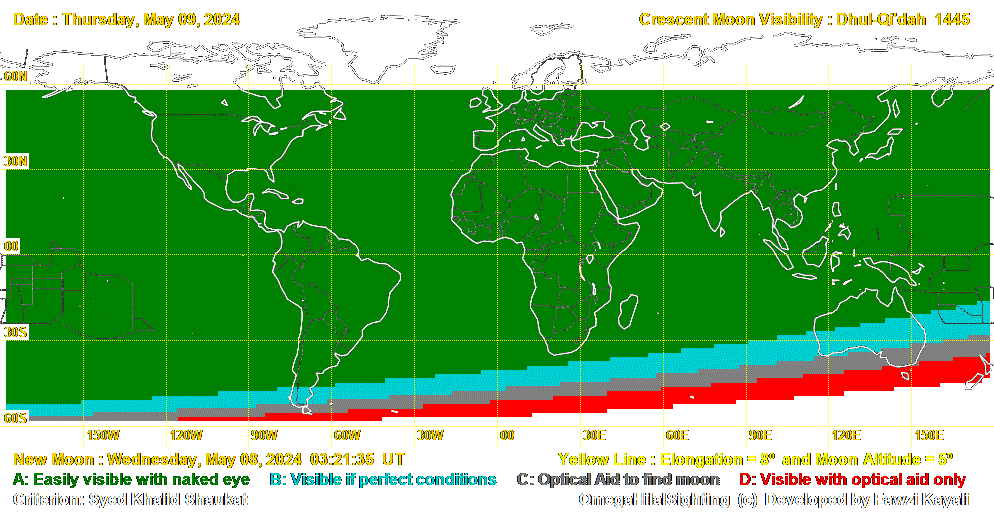 Date : Thursday, May 09, 2024 Crescent Moon Visibility : Dhul-Qi'dah 1445
60N
30N
00
30S
60S
150W 120W 90W 60W 30W 00 30E 60E 90E 120E 150E
New Moon : Wednesday, May 08, 2024 03:21:35 UT Yellow Line : Elongation = 8° and Moon Altitude = 5°
A: Easily visible with naked eye B: Visible if perfect conditions C: Optical Aid to find moon D: Visible with optical aid only
Criterion: Syed Khalid Shaukat OmegaHilalSighting (c) Developed by Fawzi Kayali